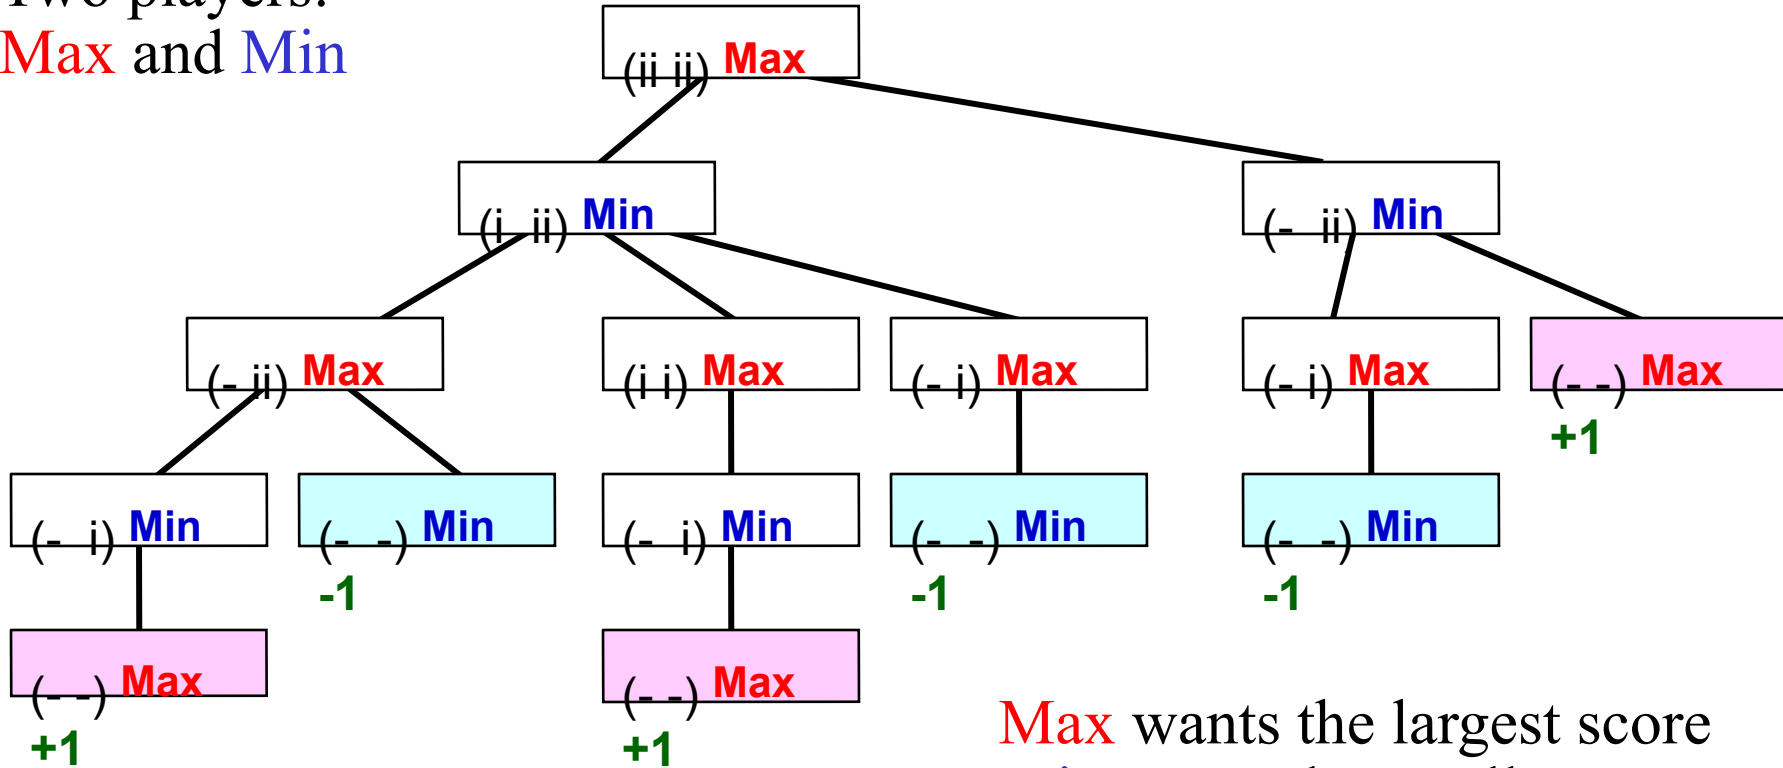 Two players:
Max and Min
(ii ii) Max
(i ii) Min
(- ii) Min
(- ii) Max
(i i) Max
(- i) Max
(- i) Max
(- -) Max
+1
(- i) Min
(- -) Min
-1
(- i) Min
(- -) Min
-1
(- -) Min
-1
(- -) Max
+1
(- -) Max
+1
Max wants the largest score